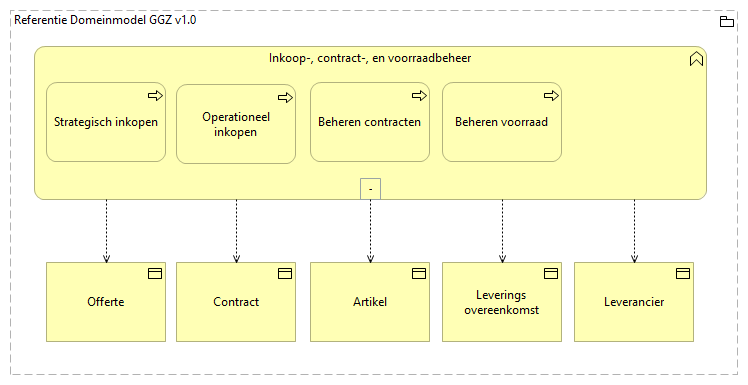 Referentie Domeinmodel GGZ v1.0
Inkoop-, contract-, en voorraadbeheer
Strategisch inkopen
Operationeel
inkopen
Beheren contracten
Beheren voorraad
-
Offerte
Contract
Artikel
Leverings
overeenkomst
Leverancier